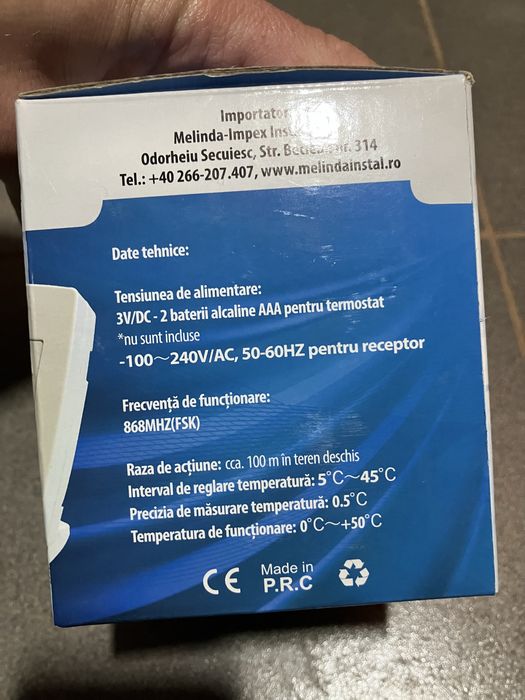 Importator
Melinda-Impex
Odorheiu Secuiesc, Str. nr. 314
Tel.: +40 266-207.407, www.melindainstal.ro
Date tehnice:
Tensiunea de alimentare:
3V/DC - 2 baterii alcaline AAA pentru termostat
*nu sunt incluse
-100~240V/AC, 50-60HZ pentru receptor
Frecvență de funcționare:
868MHZ(FSK)
Raza de acțiune: cca. 100 m în teren deschis
Interval de reglare temperatură: 5°C~45°C
Precizia de măsurare temperatură: 0.5°C
Temperatura de funcționare: 0°C~+50°C
CE Made in
P.R.C